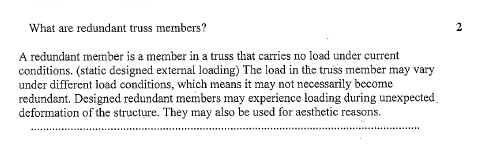 What are redundant truss members? 2
A redundant member is a member in a truss that carries no load under current
conditions. (static designed external loading) The load in the truss member may vary
under different load conditions, which means it may not necessarily become
redundant. Designed redundant members may experience loading during unexpected
deformation of the structure. They may also be used for aesthetic reasons.